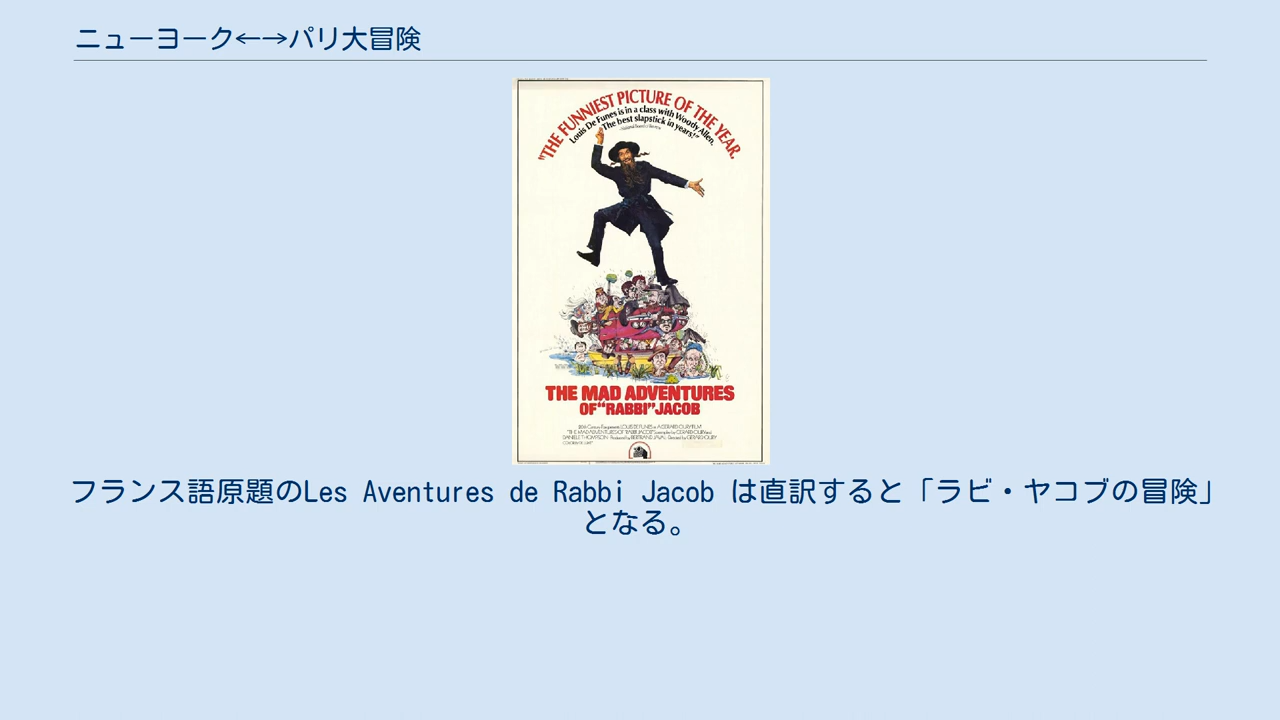 ニューヨーク←→パリ大冒険
"THE FUNNIEST PICTURE OF THE YEAR.
Louis De Funes is in a class with Woody Allen.
The best slapstick in years!"
THE MAD ADVENTURES
OF "RABBI" JACOB
フランス語原題のLes Aventures de Rabbi Jacob は直訳すると「ラビ・ヤコブの冒険」
となる。